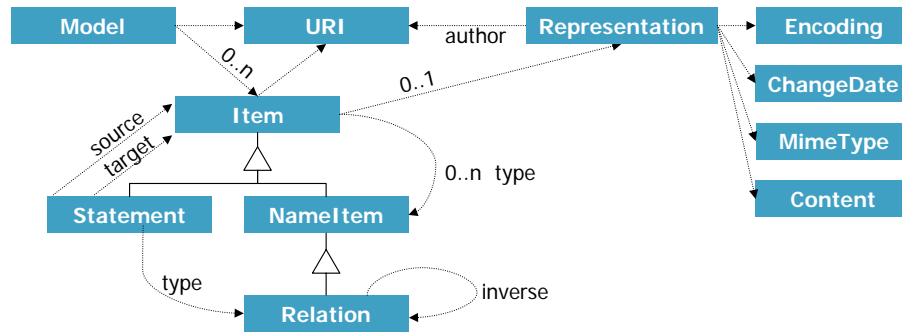 Model
URI
Representation
Encoding
author
0..n
0..1
ChangeDate
Item
source
target
MimeType
0..n type
Statement
NameItem
Content
type
inverse
Relation